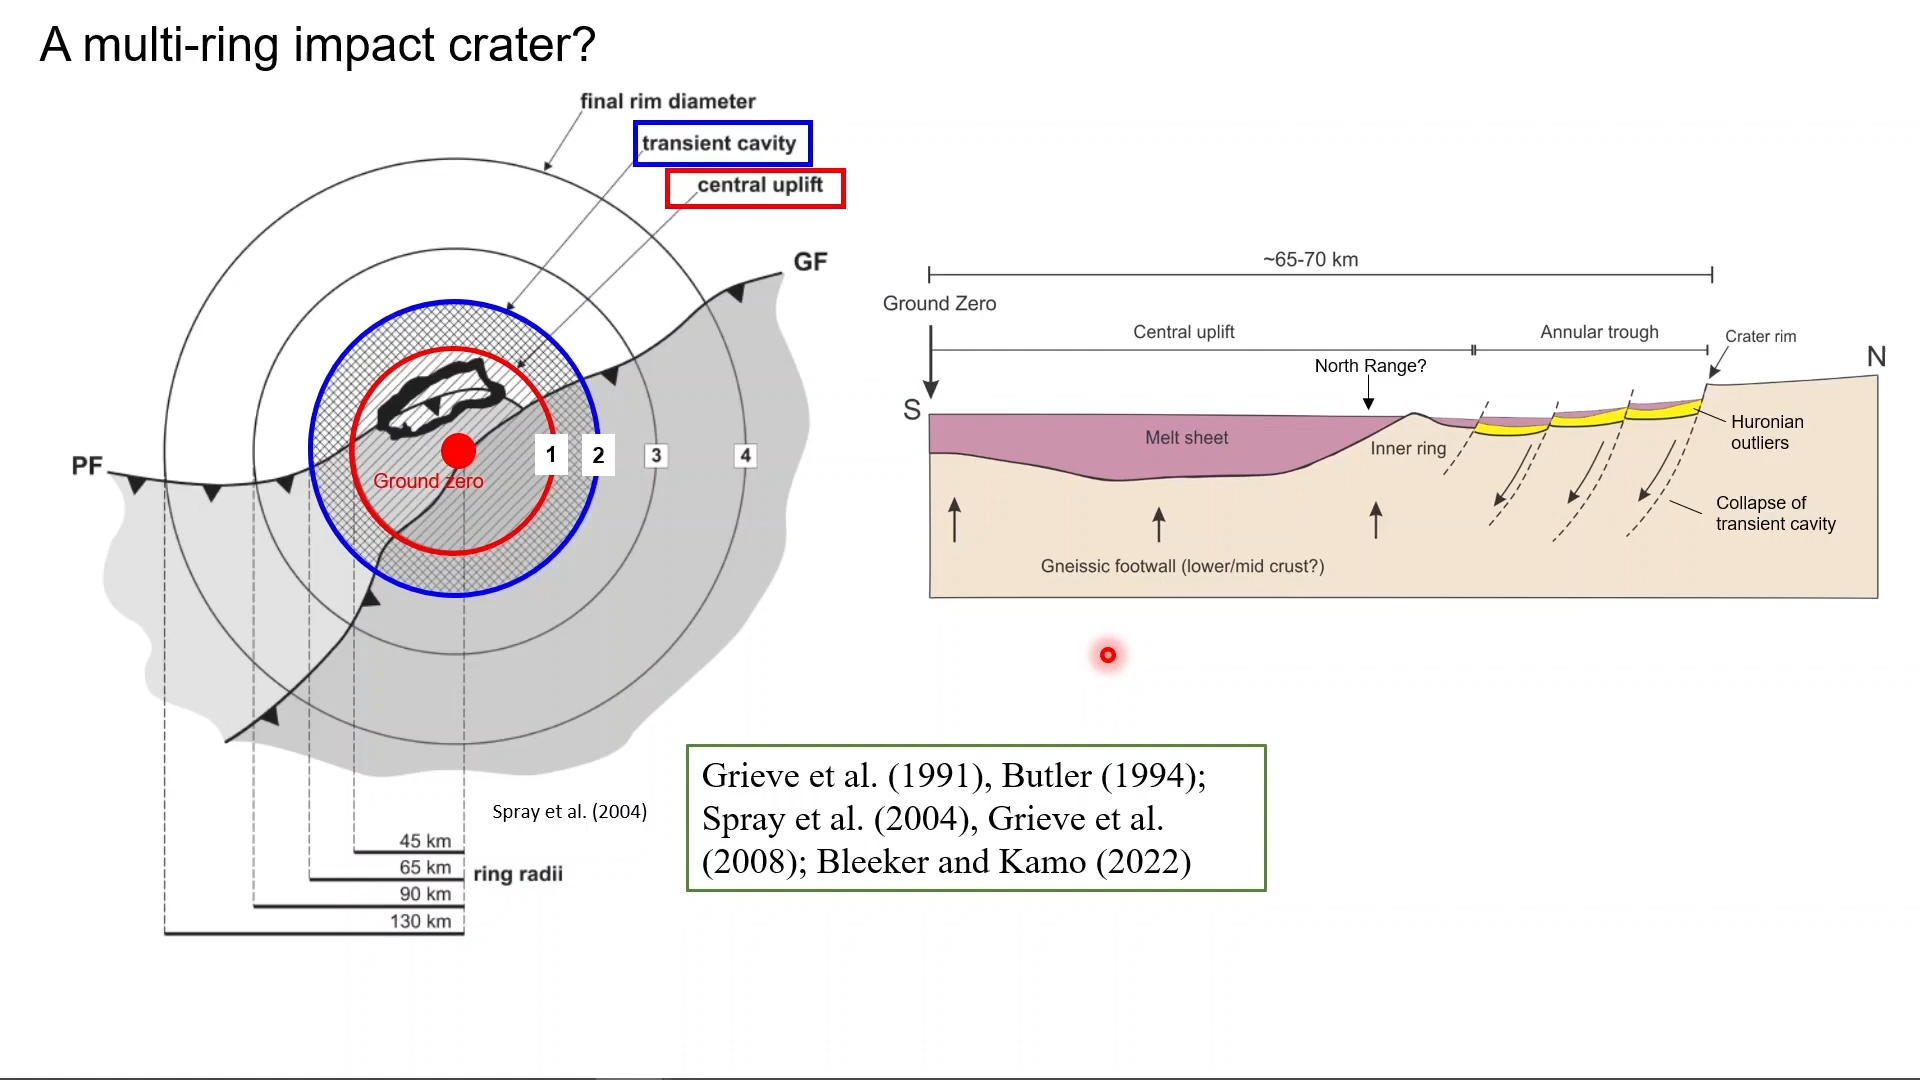 A multi-ring impact crater?
final rim diameter
transient cavity
central uplift
GF
PF
Ground zero
1
2
3
4
45 km
65 km
90 km
130 km
ring radii
Spray et al. (2004)
~65-70 km
Ground Zero
Central uplift
Annular trough
Crater rim
North Range?
N
S
Melt sheet
Inner ring
Huronian
outliers
Collapse of
transient cavity
Gneissic footwall (lower/mid crust?)
Grieve et al. (1991), Butler (1994);
Spray et al. (2004), Grieve et al.
(2008); Bleeker and Kamo (2022)